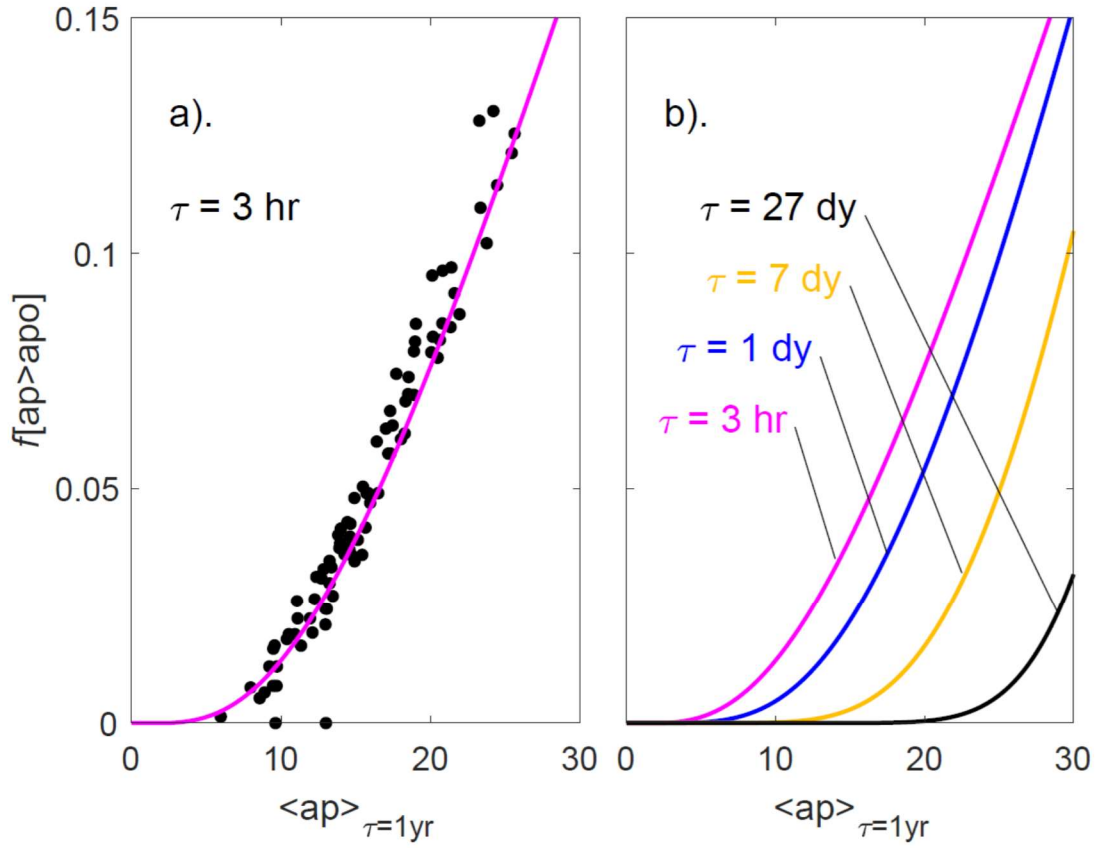 0.15
0.1
0.05
0
f[ap>apo]
a).
τ = 3 hr
0 10 20 30
<ap>τ=1yr
b).
τ = 27 dy
τ = 7 dy
τ = 1 dy
τ = 3 hr
0 10 20 30
<ap>τ=1yr